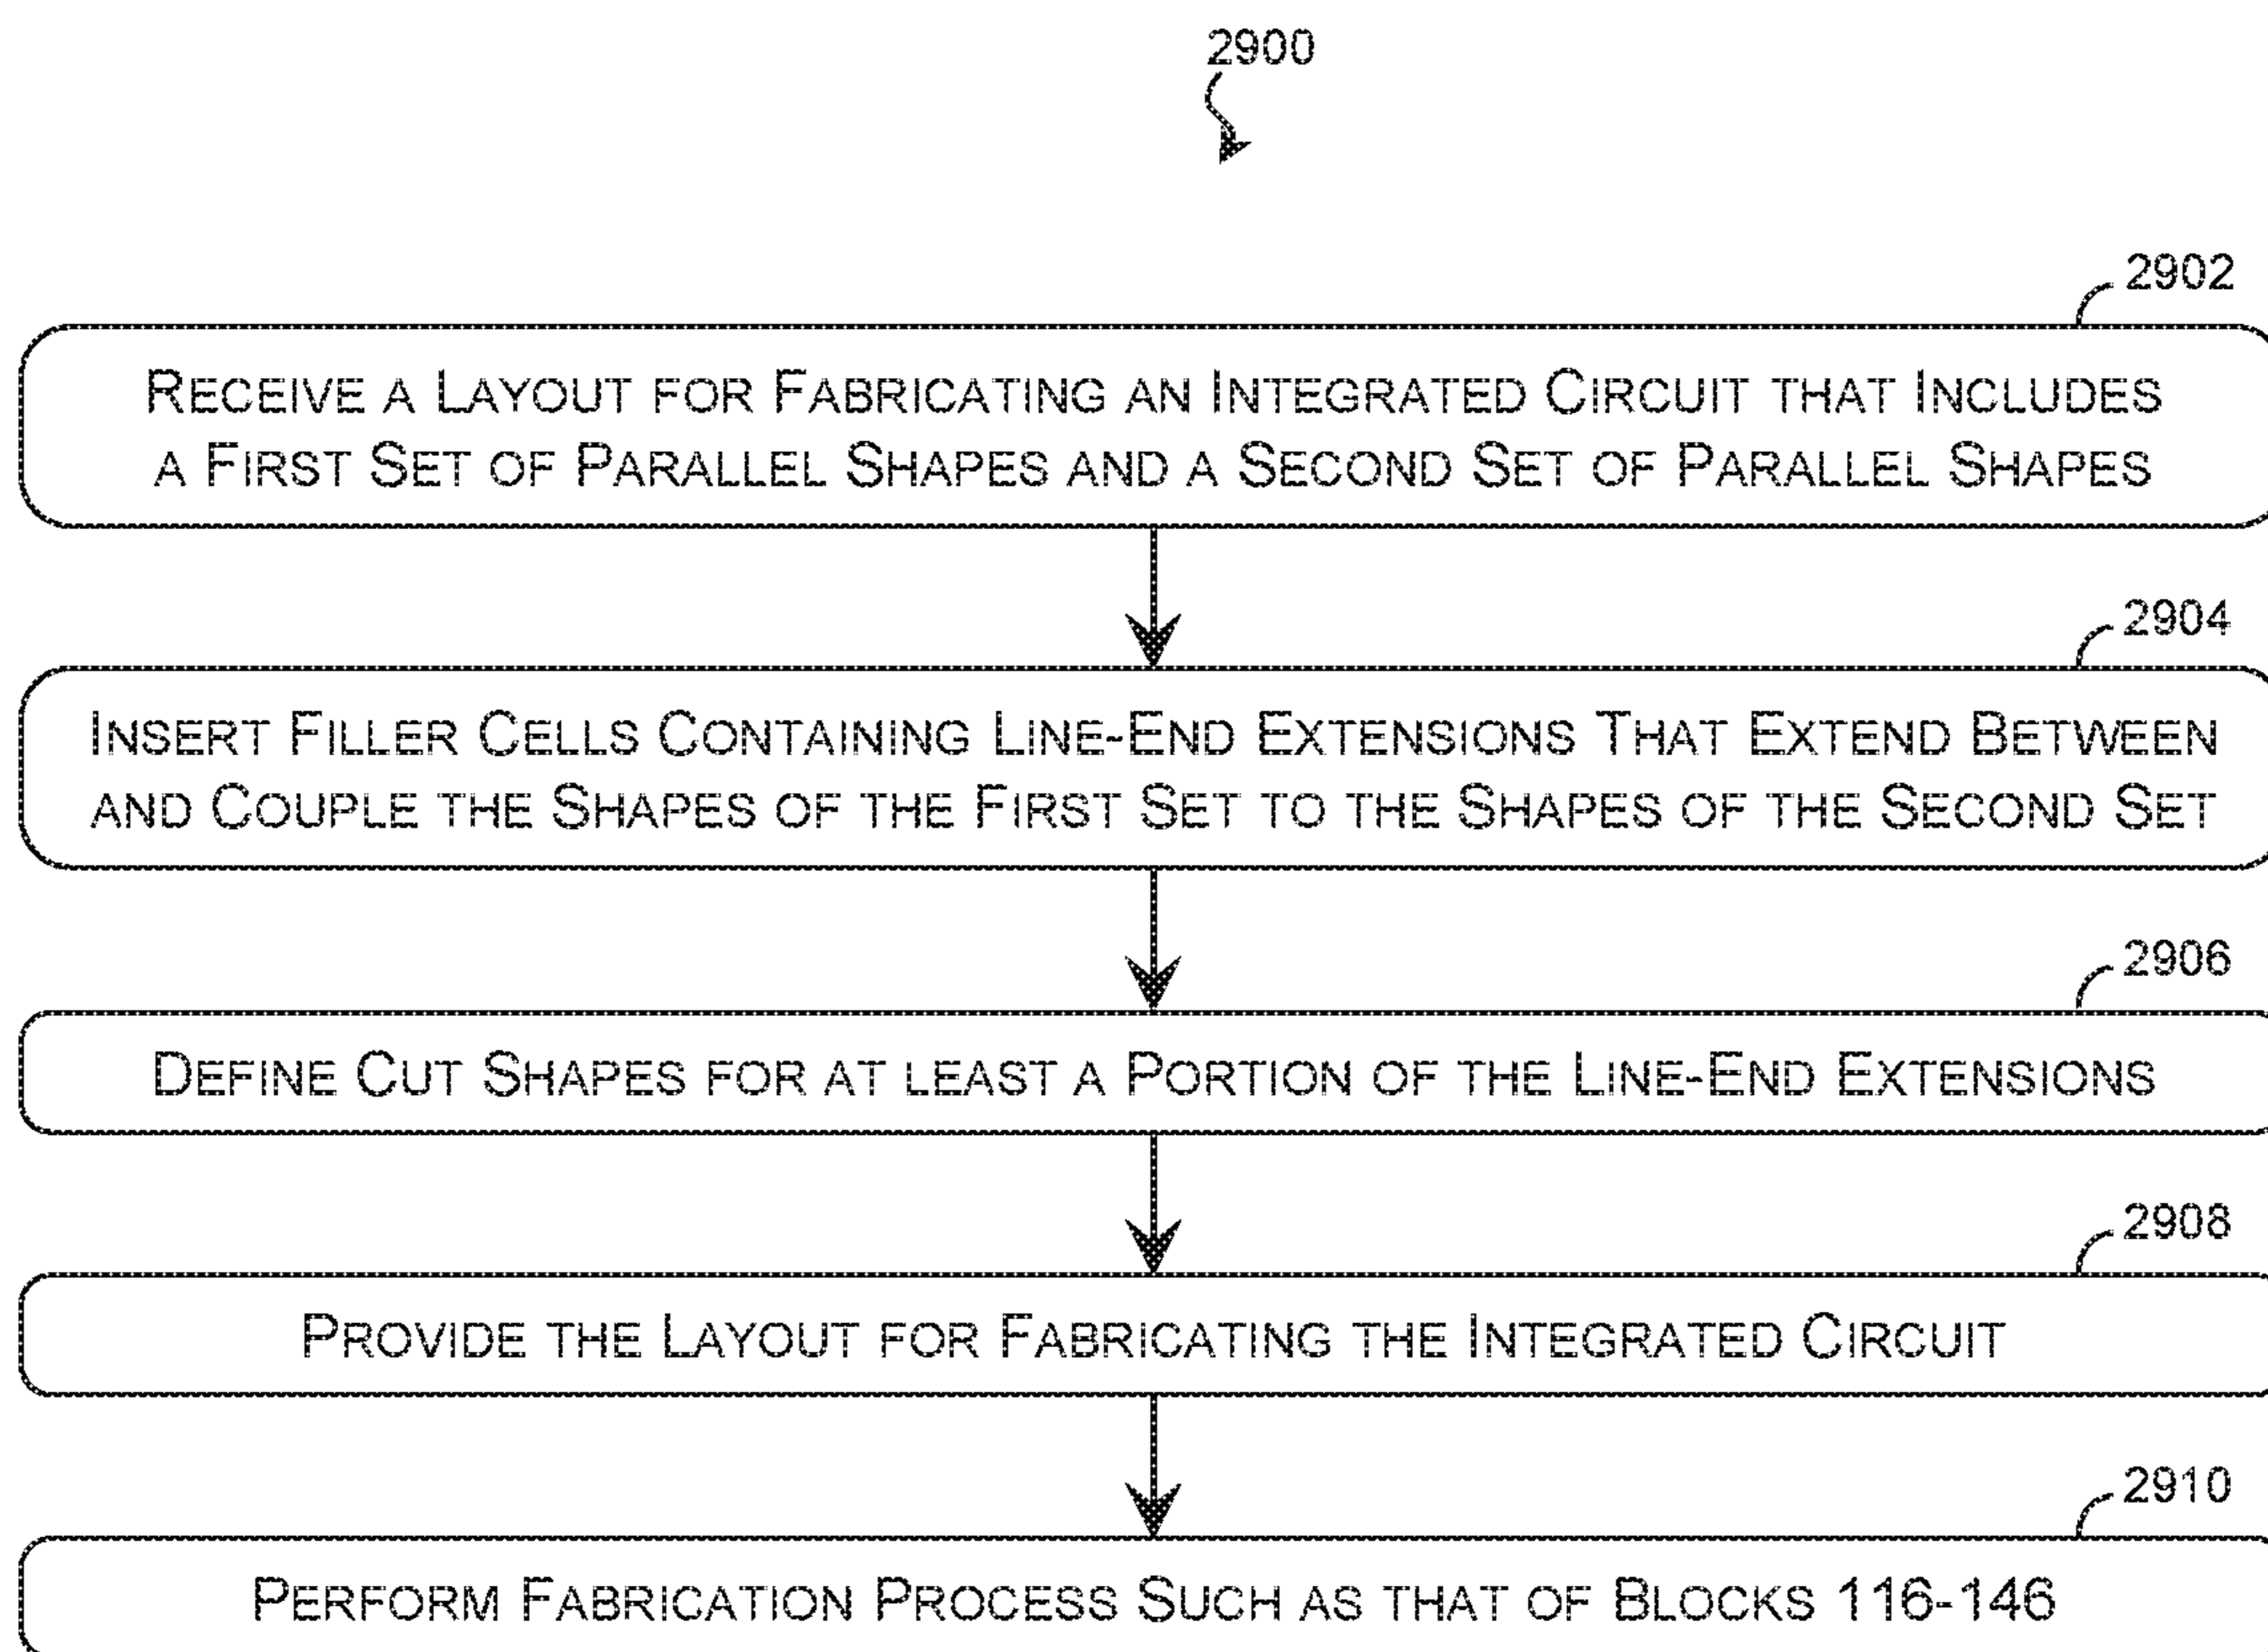 2900
2902
RECEIVE A LAYOUT FOR FABRICATING AN INTEGRATED CIRCUIT THAT INCLUDES
A FIRST SET OF PARALLEL SHAPES AND A SECOND SET OF PARALLEL SHAPES
2904
INSERT FILLER CELLS CONTAINING LINE-END EXTENSIONS THAT EXTEND BETWEEN
AND COUPLE THE SHAPES OF THE FIRST SET TO THE SHAPES OF THE SECOND SET
2906
DEFINE CUT SHAPES FOR AT LEAST A PORTION OF THE LINE-END EXTENSIONS
2908
PROVIDE THE LAYOUT FOR FABRICATING THE INTEGRATED CIRCUIT
2910
PERFORM FABRICATION PROCESS SUCH AS THAT OF BLOCKS 116-146